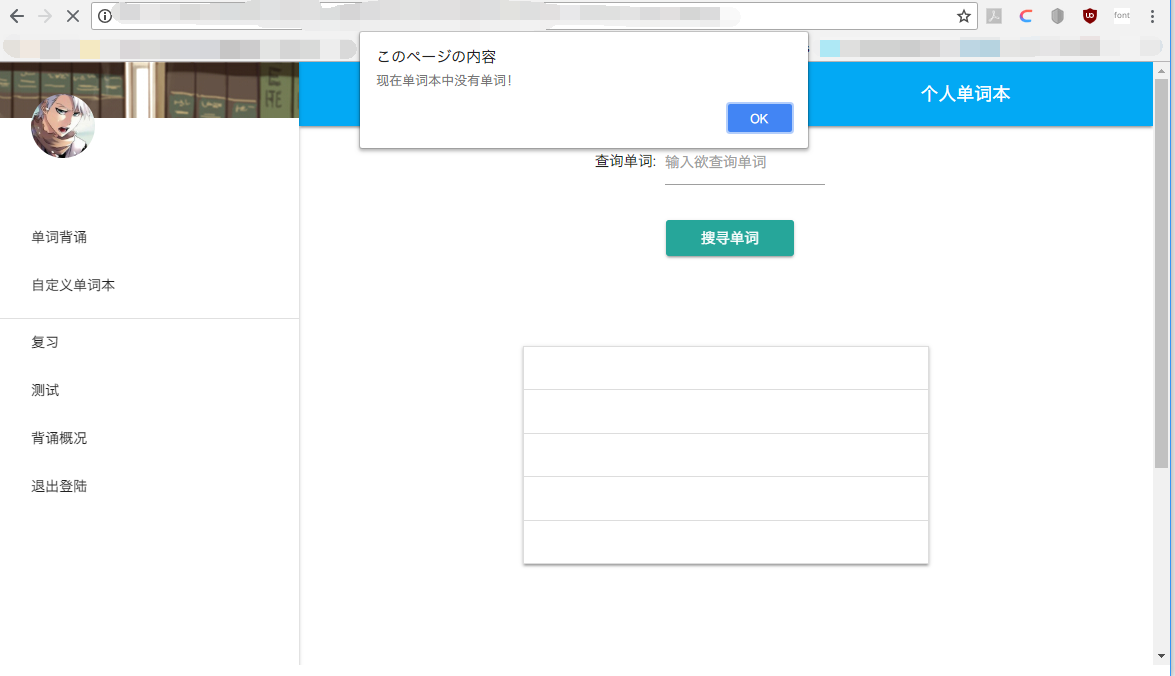 font
このページの内容
现在单词本中没有单词!
OK
个人单词本
查询单词: 输入欲查询单词
搜寻单词
单词背诵
自定义单词本
复习
测试
背诵概况
退出登陆